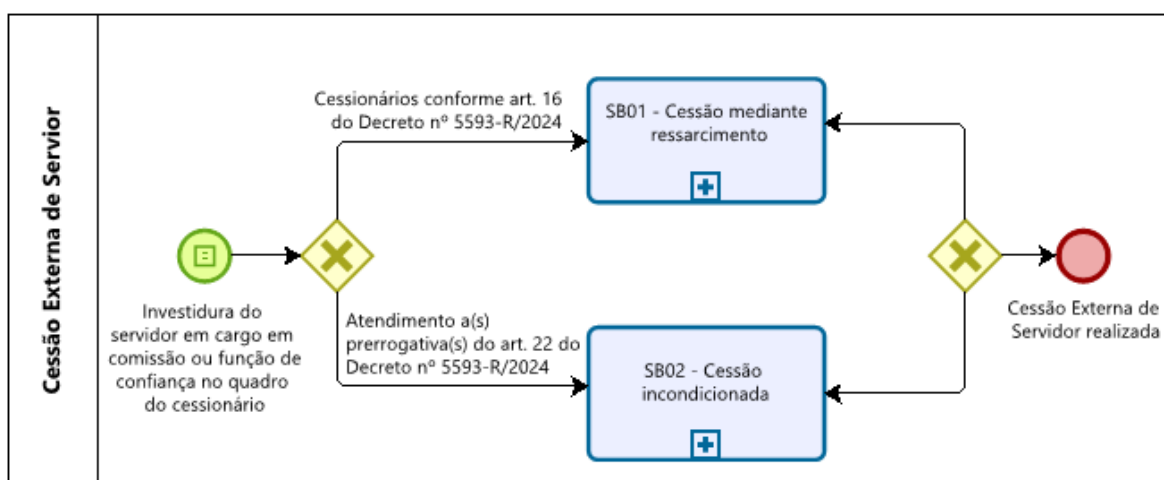 Cessão Externa de Servior
Investidura do
servidor em cargo em
comissão ou função de
confiança no quadro
do cessionário
Cessionários conforme art. 16
do Decreto nº 5593-R/2024
Atendimento a(s)
prerrogativa(s) do art. 22 do
Decreto nº 5593-R/2024
SB01 - Cessão mediante
ressarcimento
SB02 - Cessão
incondicionada
Cessão Externa de
Servidor realizada